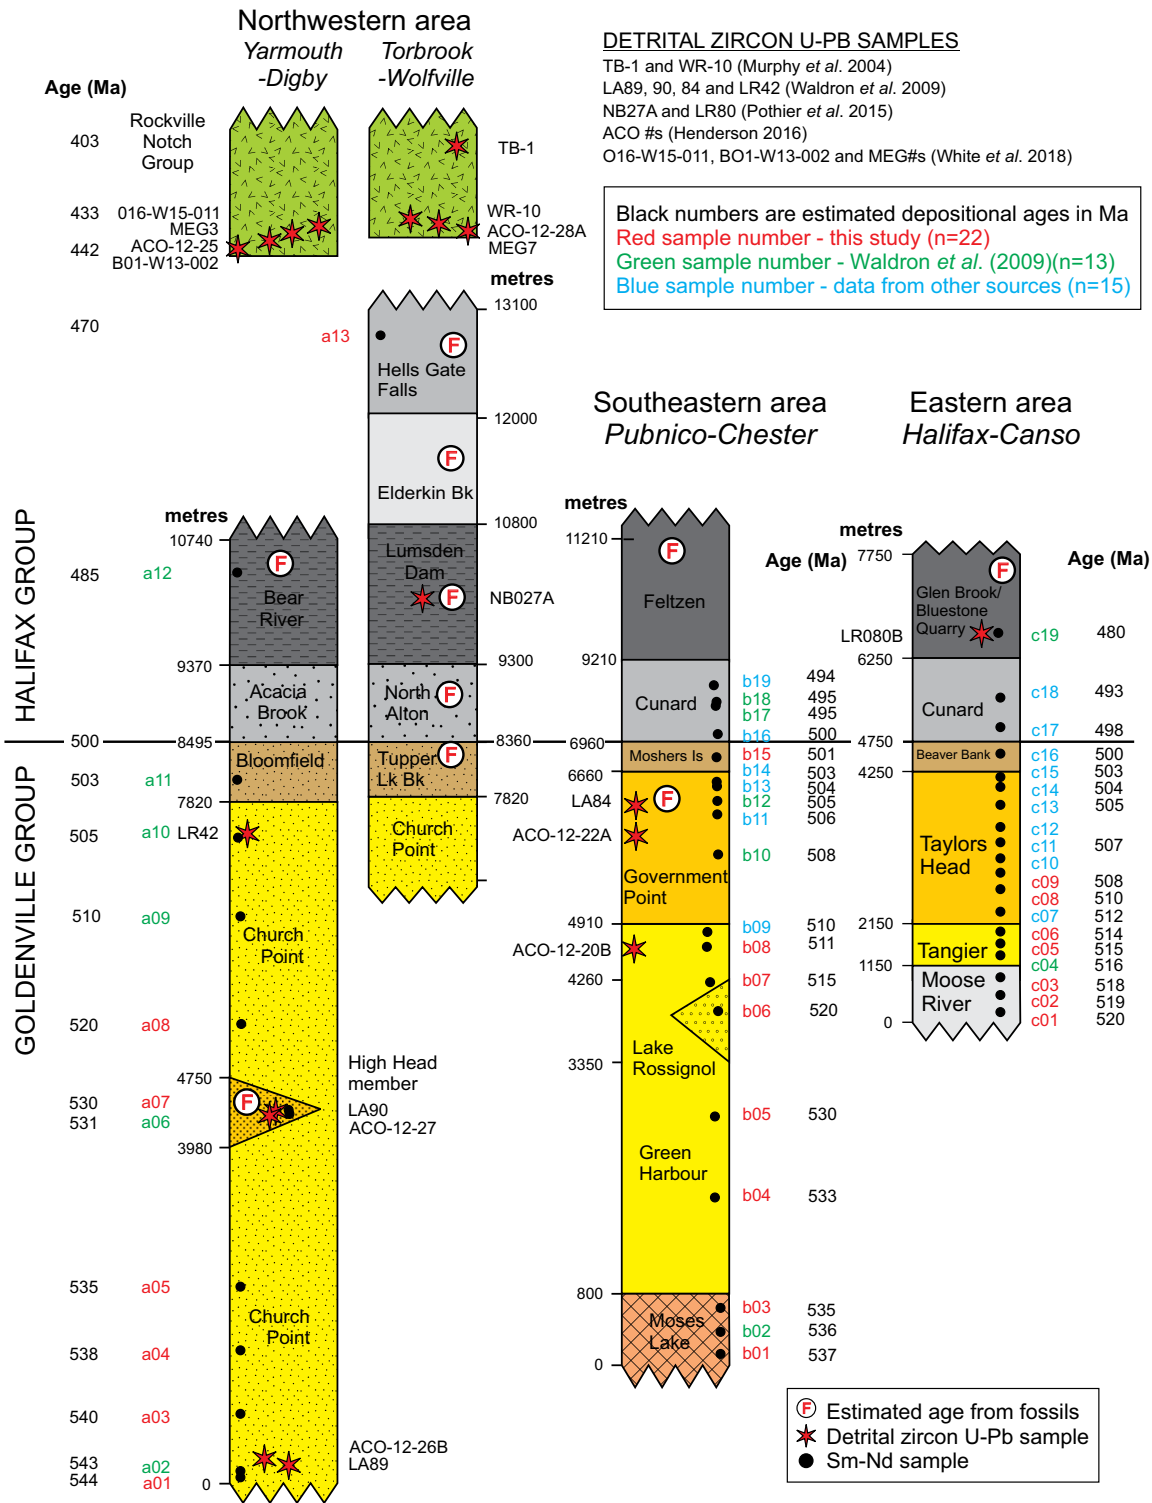 Northwestern area
Yarmouth
-Digby
Torbrook
-Wolfville
DETRITAL ZIRCON U-PB SAMPLES
TB-1 and WR-10 (Murphy et al. 2004)
LA89, 90, 84 and LR42 (Waldron et al. 2009)
NB27A and LR80 (Pothier et al. 2015)
ACO #s (Henderson 2016)
O16-W15-011, BO1-W13-002 and MEG#s (White et al. 2018)
Black numbers are estimated depositional ages in Ma
Red sample number - this study (n=22)
Green sample number - Waldron et al. (2009)(n=13)
Blue sample number - data from other sources (n=15)
Age (Ma)
403
433
442
470
485
500
503
505
510
520
530
531
535
538
540
543
544
Rockville
Notch
Group
016-W15-011
MEG3
ACO-12-25
B01-W13-002
TB-1
WR-10
ACO-12-28A
MEG7
HALIFAX GROUP
GOLDENVILLE GROUP
a13
a12
a11
a10
a09
a08
a07
a06
a05
a04
a03
a02
a01
metres
10740
9370
8495
7820
LR42
4750
3980
0
F
Bear
River
Acacia
Brook
Bloomfield
Church
Point
F
Church
Point
High Head
member
LA90
ACO-12-27
ACO-12-26B
LA89
metres
13100
12000
10800
NB027A
9300
8360
7820
F
Hells Gate
Falls
F
Elderkin Bk
Lumsden
Dam
F
North
Alton
F
Tupper
Lk Bk
F
Church
Point
Southeastern area
Pubnico-Chester
metres
11210
9210
6960
6660
LA84
ACO-12-22A
4910
ACO-12-20B
4260
3350
800
0
F
Feltzen
Cunard
Moshers Is
F
Government
Point
Lake
Rossignol
Green
Harbour
Moses
Lake
Age (Ma)
b19 494
b18 495
b17 495
b16 500
b15 501
b14 503
b13 504
b12 505
b11 506
b10 508
b09 510
b08 511
b07 515
b06 520
b05 530
b04 533
b03 535
b02 536
b01 537
Eastern area
Halifax-Canso
metres
7750
LR080B
6250
4750
4250
2150
1150
0
F
Glen Brook/
Bluestone
Quarry
Cunard
Beaver Bank
Taylors
Head
Tangier
Moose
River
Age (Ma)
c19 480
c18 493
c17 498
c16 500
c15 503
c14 504
c13 505
c12
c11 507
c10
c09 508
c08 510
c07 512
c06 514
c05 515
c04 516
c03 518
c02 519
c01 520
F Estimated age from fossils
Detrital zircon U-Pb sample
Sm-Nd sample